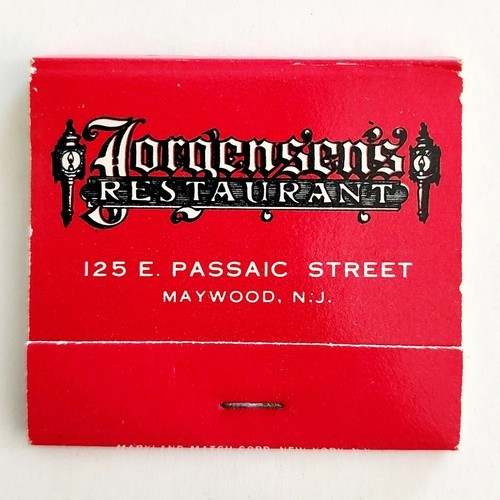 Jorgensen's
RESTAURANT
125 E. PASSAIC STREET
MAYWOOD, N.J.
MARYLAND MATCH CORP. NEW YORK, N.Y.